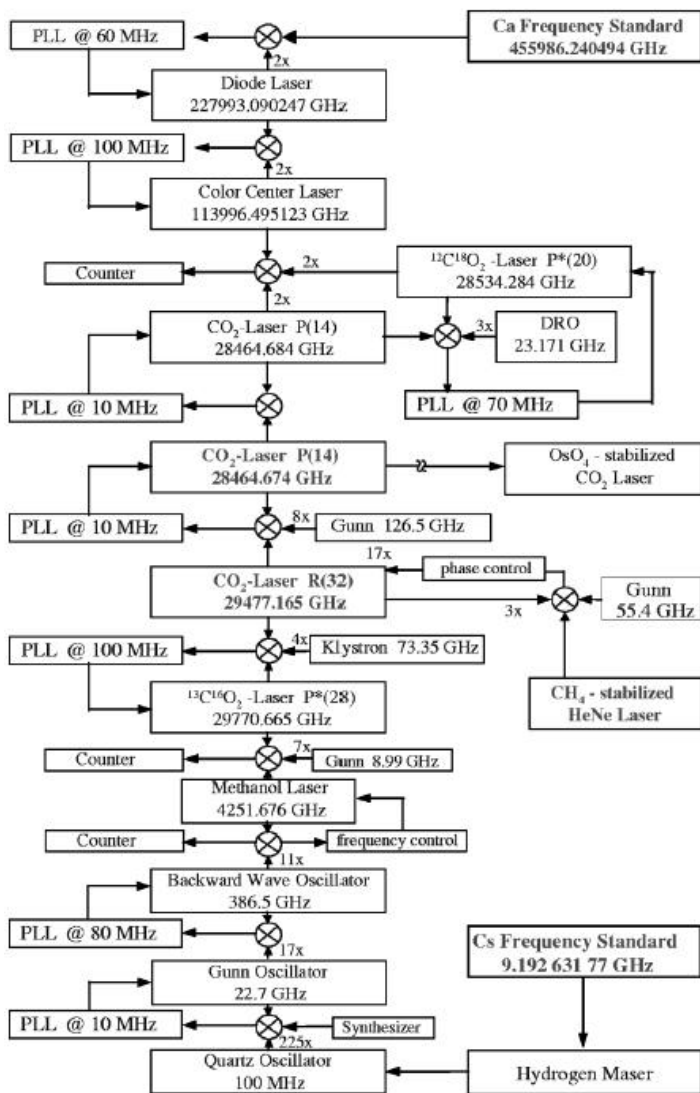 PLL @ 60 MHz
Ca Frequency Standard
455986.240494 GHz
2x
Diode Laser
227993.090247 GHz
PLL @ 100 MHz
2x
Color Center Laser
113996.495123 GHz
Counter
2x
¹²C¹⁸O₂ -Laser P*(20)
28534.284 GHz
2x
CO₂-Laser P(14)
28464.684 GHz
3x
DRO
23.171 GHz
PLL @ 10 MHz
PLL @ 70 MHz
CO₂-Laser P(14)
28464.674 GHz
OsO₄ - stabilized
CO₂ Laser
PLL @ 10 MHz
8x
Gunn 126.5 GHz
17x
phase control
CO₂-Laser R(32)
29477.165 GHz
3x
Gunn
55.4 GHz
PLL @ 100 MHz
4x
Klystron 73.35 GHz
¹³C¹⁶O₂ -Laser P*(28)
29770.665 GHz
CH₄ - stabilized
HeNe Laser
Counter
7x
Gunn 8.99 GHz
Methanol Laser
4251.676 GHz
Counter
frequency control
11x
Backward Wave Oscillator
386.5 GHz
PLL @ 80 MHz
17x
Cs Frequency Standard
9.192 631 77 GHz
Gunn Oscillator
22.7 GHz
PLL @ 10 MHz
Synthesizer
225x
Quartz Oscillator
100 MHz
Hydrogen Maser